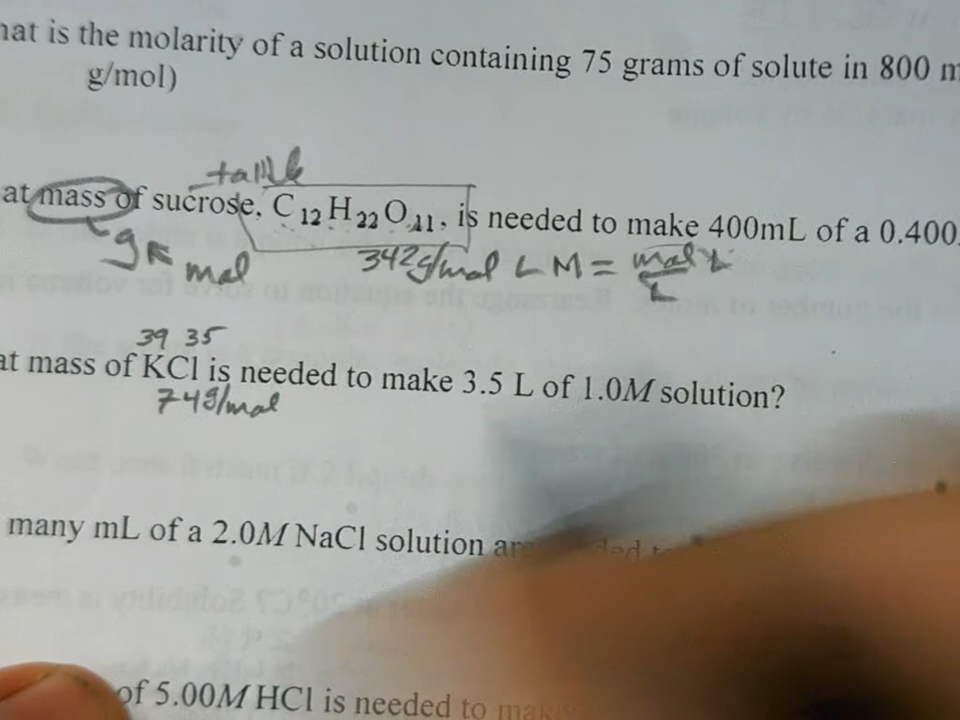 hat is the molarity of a solution containing 75 grams of solute in 800 m
g/mol)
table
at mass of sucrose, C12H22O11, is needed to make 400mL of a 0.400
g mol 342g/mol L M = mol L
L
39 35
at mass of KCl is needed to make 3.5 L of 1.0M solution?
74g/mol
many mL of a 2.0M NaCl solution
of 5.00M HCl is needed to